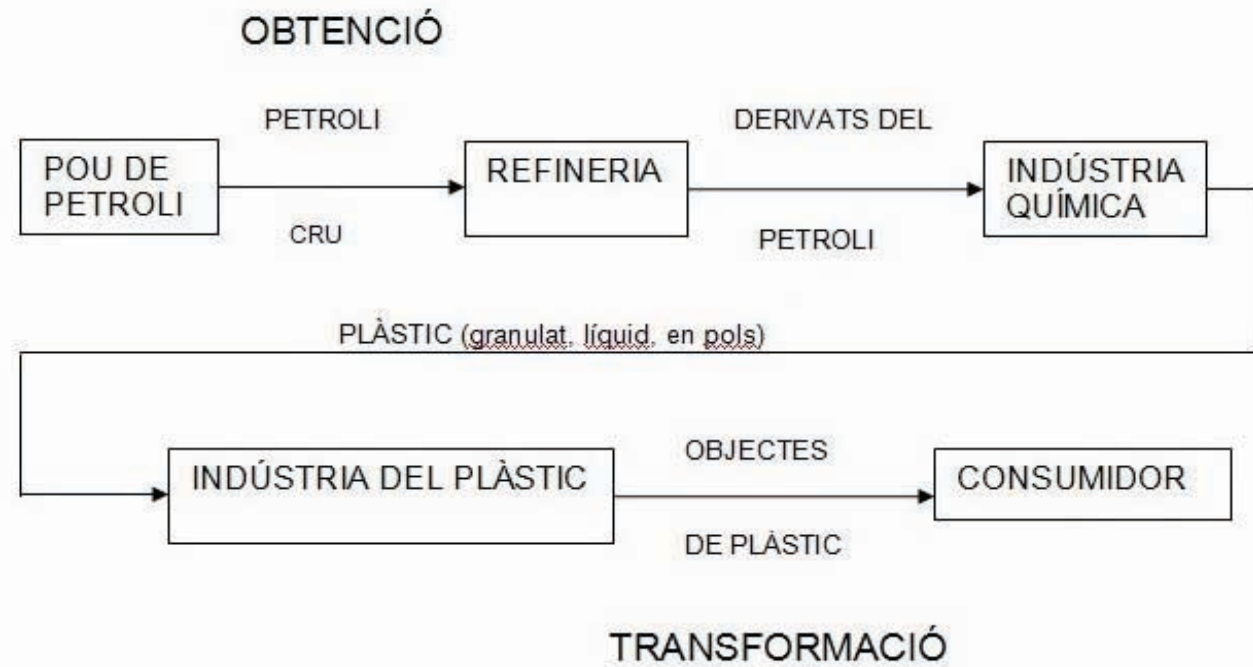 OBTENCIÓ
PETROLI
DERIVATS DEL
POU DE
PETROLI
REFINERIA
INDÚSTRIA
QUÍMICA
CRU
PETROLI
PLÀSTIC (granulat, líquid, en pols)
INDÚSTRIA DEL PLÀSTIC
OBJECTES
CONSUMIDOR
DE PLÀSTIC
TRANSFORMACIÓ